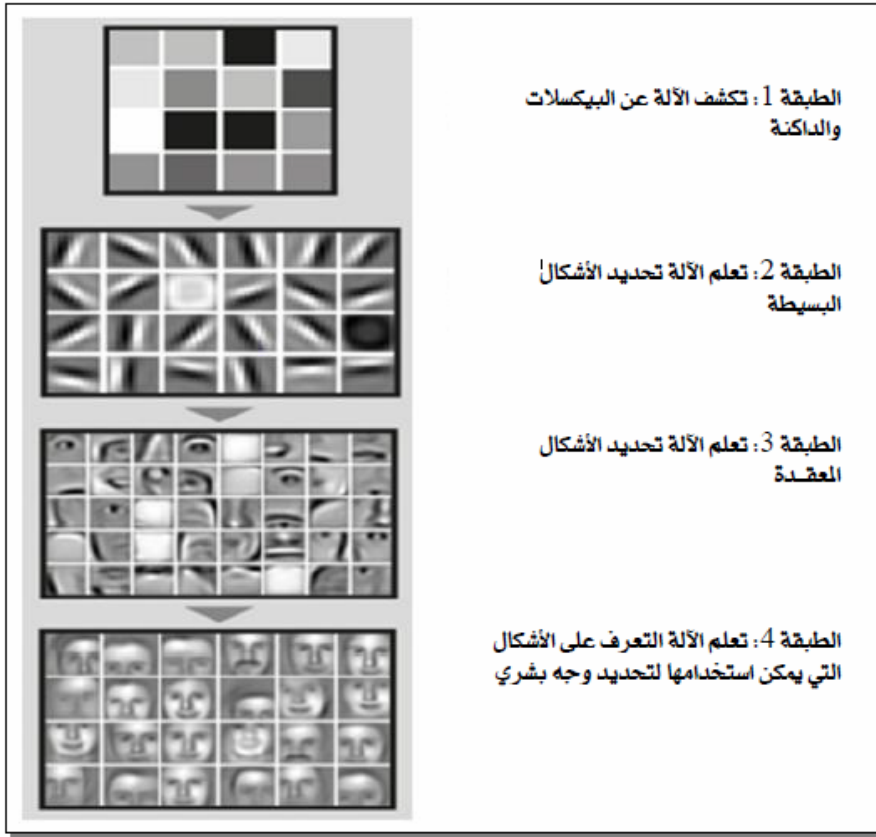 الطبقة 1: تكشف الآلة عن البيكسلات
والداكنة
الطبقة 2: تعلم الآلة تحديد الأشكال
البسيطة
الطبقة 3: تعلم الآلة تحديد الأشكال
المعقــدة
الطبقة 4: تعلم الآلة التعرف على الأشكال
التي يمكن استخدامها لتحديد وجه بشري